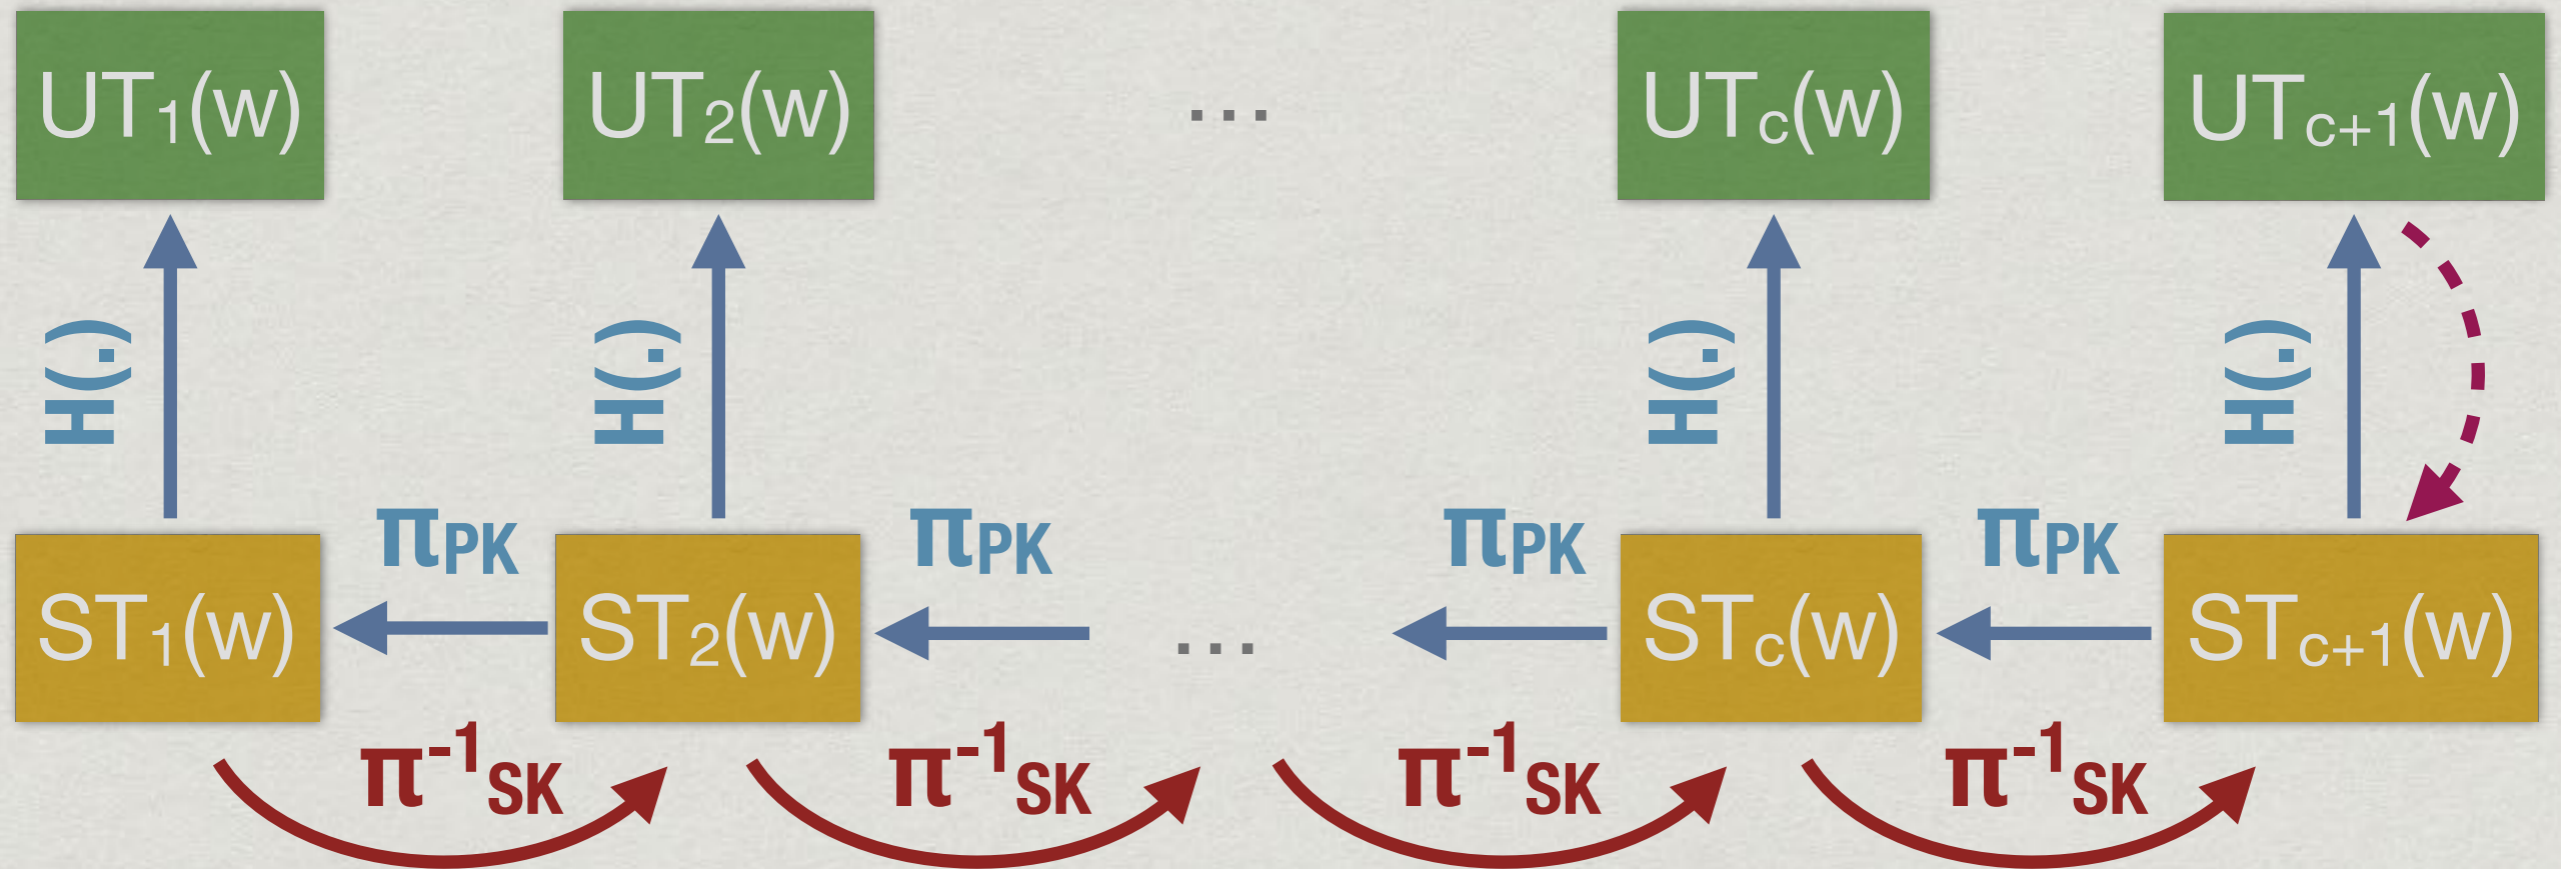 UT₁(w) UT₂(w) ... UTc(w) UTc+1(w)
H(.) H(.) H(.) H(.)
πPK πPK πPK πPK
ST₁(w) ST₂(w) ... STc(w) STc+1(w)
π⁻¹SK π⁻¹SK π⁻¹SK π⁻¹SK